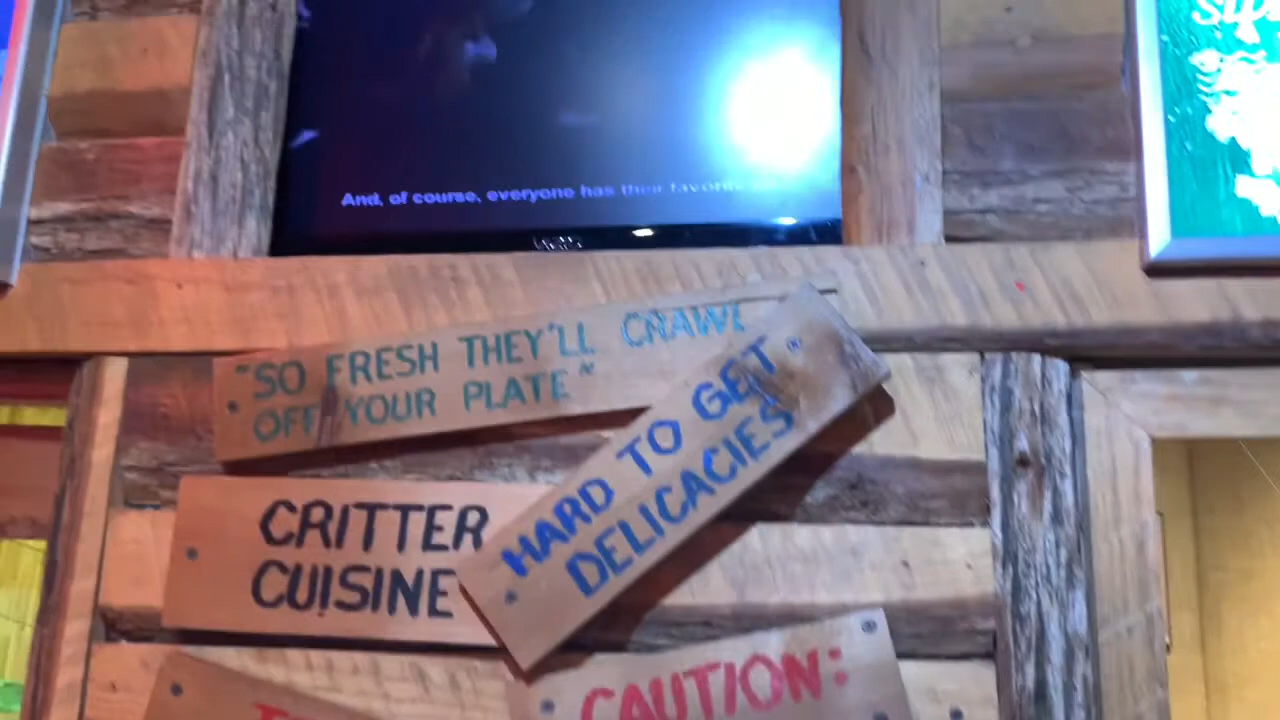 And, of course, everyone has their favorite
"SO FRESH THEY'LL CRAWL
OFF YOUR PLATE"
HARD TO GET
DELICACIES
CRITTER
CUISINE
CAUTION: